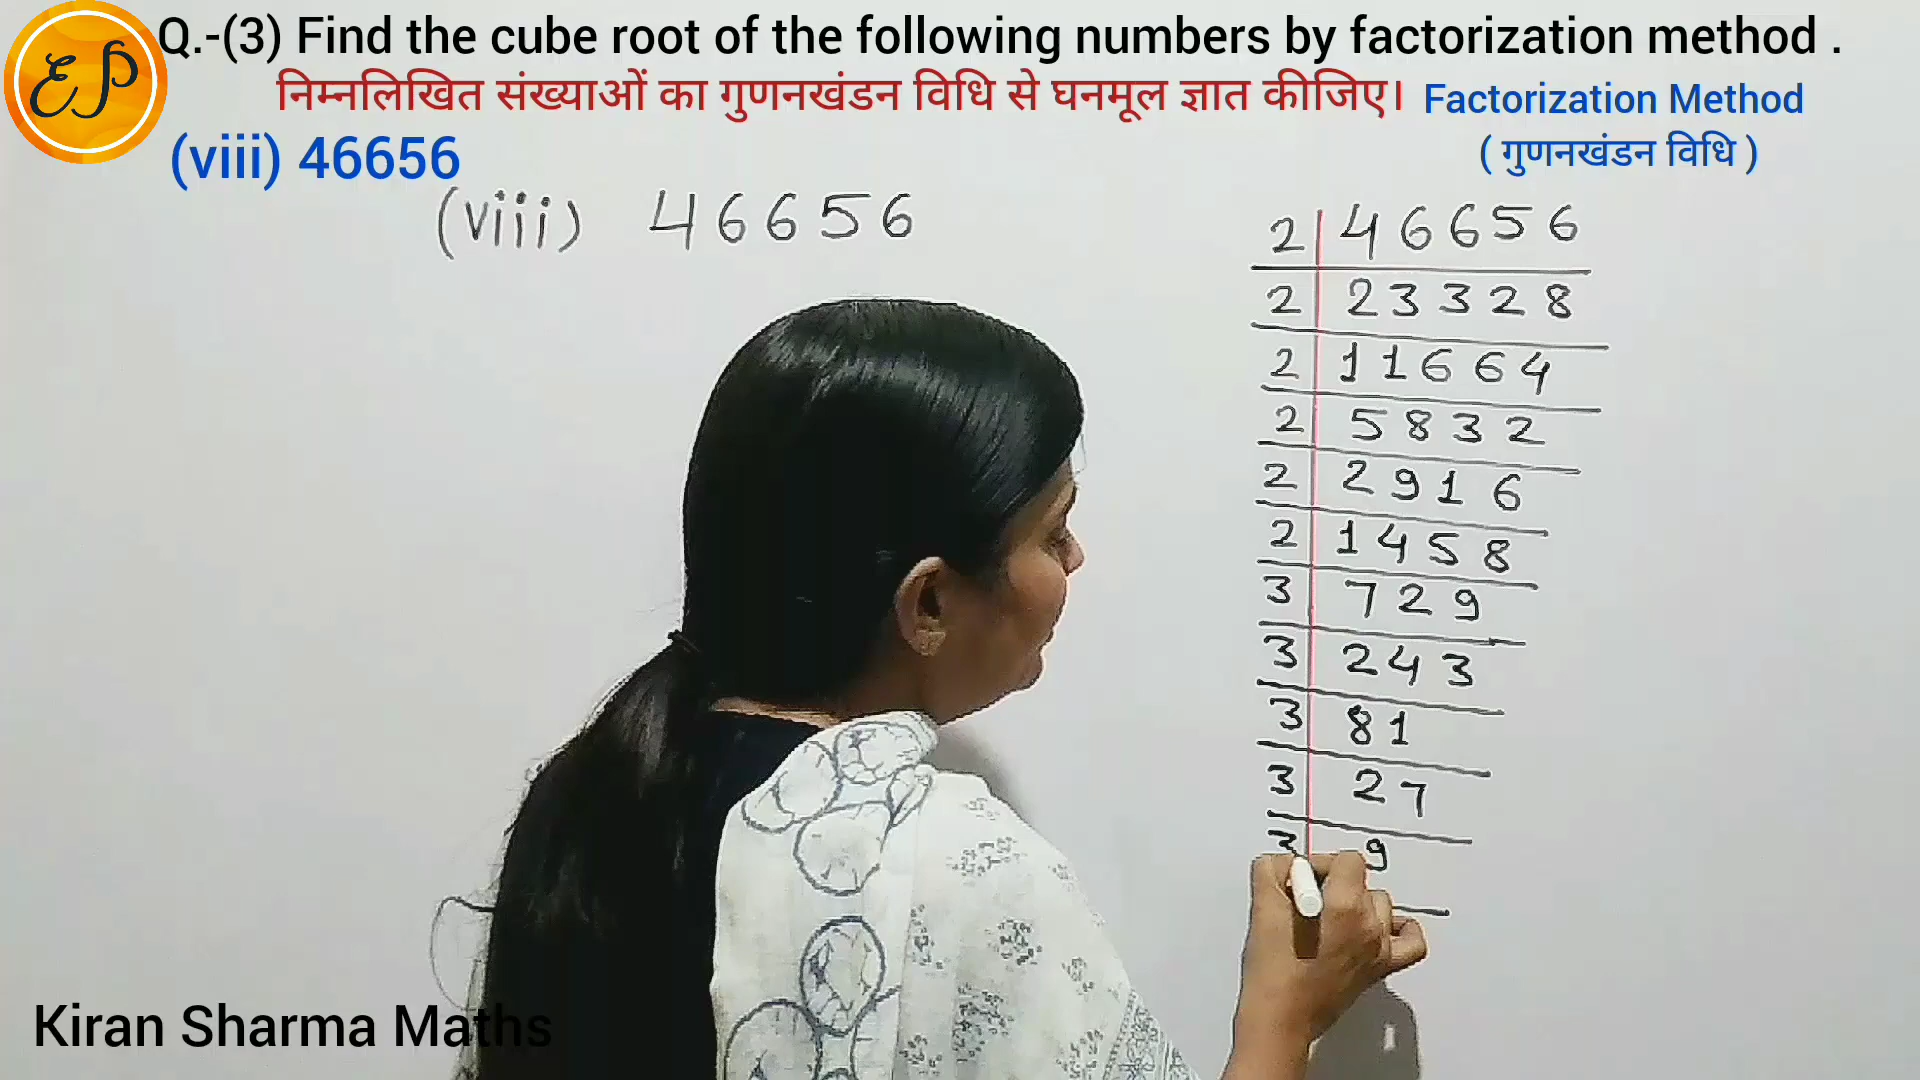 EP
Q.-(3) Find the cube root of the following numbers by factorization method .
निम्नलिखित संख्याओं का गुणनखंडन विधि से घनमूल ज्ञात कीजिए। Factorization Method
( गुणनखंडन विधि )
(viii) 46656
(viii) 46656
2 46656
2 23328
2 11664
2 5832
2 2916
2 1458
3 729
3 243
3 81
3 27
3 9
Kiran Sharma Maths